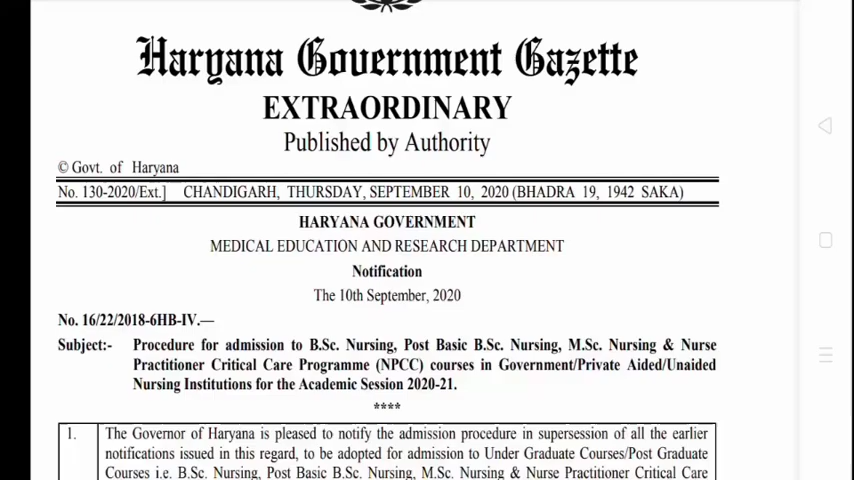 Haryana Government Gazette
EXTRAORDINARY
Published by Authority
© Govt. of Haryana
No. 130-2020/Ext.] CHANDIGARH, THURSDAY, SEPTEMBER 10, 2020 (BHADRA 19, 1942 SAKA)
HARYANA GOVERNMENT
MEDICAL EDUCATION AND RESEARCH DEPARTMENT
Notification
The 10th September, 2020
No. 16/22/2018-6HB-IV.—
Subject:- Procedure for admission to B.Sc. Nursing, Post Basic B.Sc. Nursing, M.Sc. Nursing & Nurse
Practitioner Critical Care Programme (NPCC) courses in Government/Private Aided/Unaided
Nursing Institutions for the Academic Session 2020-21.
****
1. The Governor of Haryana is pleased to notify the admission procedure in supersession of all the earlier
notifications issued in this regard, to be adopted for admission to Under Graduate Courses/Post Graduate
Courses i.e. B.Sc. Nursing, Post Basic B.Sc. Nursing, M.Sc. Nursing & Nurse Practitioner Critical Care